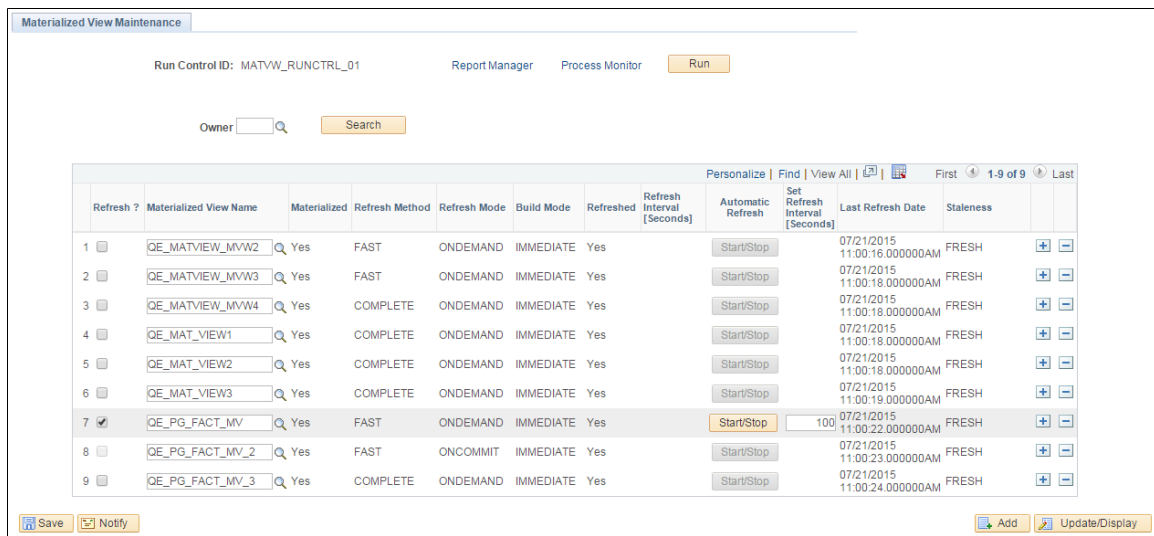 Materialized View Maintenance
Run Control ID: MATVW_RUNCTRL_01 Report Manager Process Monitor Run
Owner Search
Personalize | Find | View All | | First 1-9 of 9 Last
Refresh ? Materialized View Name Materialized Refresh Method Refresh Mode Build Mode Refreshed Refresh Interval [Seconds] Automatic Refresh Set Refresh Interval [Seconds] Last Refresh Date Staleness
1 QE_MATVIEW_MVW2 Yes FAST ONDEMAND IMMEDIATE Yes Start/Stop 07/21/2015 11:00:16.000000AM FRESH
2 QE_MATVIEW_MVW3 Yes FAST ONDEMAND IMMEDIATE Yes Start/Stop 07/21/2015 11:00:18.000000AM FRESH
3 QE_MATVIEW_MVW4 Yes COMPLETE ONDEMAND IMMEDIATE Yes Start/Stop 07/21/2015 11:00:18.000000AM FRESH
4 QE_MAT_VIEW1 Yes COMPLETE ONDEMAND IMMEDIATE Yes Start/Stop 07/21/2015 11:00:18.000000AM FRESH
5 QE_MAT_VIEW2 Yes COMPLETE ONDEMAND IMMEDIATE Yes Start/Stop 07/21/2015 11:00:18.000000AM FRESH
6 QE_MAT_VIEW3 Yes COMPLETE ONDEMAND IMMEDIATE Yes Start/Stop 07/21/2015 11:00:19.000000AM FRESH
7 QE_PG_FACT_MV Yes FAST ONDEMAND IMMEDIATE Yes Start/Stop 100 07/21/2015 11:00:22.000000AM FRESH
8 QE_PG_FACT_MV_2 Yes FAST ONCOMMIT IMMEDIATE Yes Start/Stop 07/21/2015 11:00:23.000000AM FRESH
9 QE_PG_FACT_MV_3 Yes COMPLETE ONDEMAND IMMEDIATE Yes Start/Stop 07/21/2015 11:00:24.000000AM FRESH
Save Notify Add Update/Display